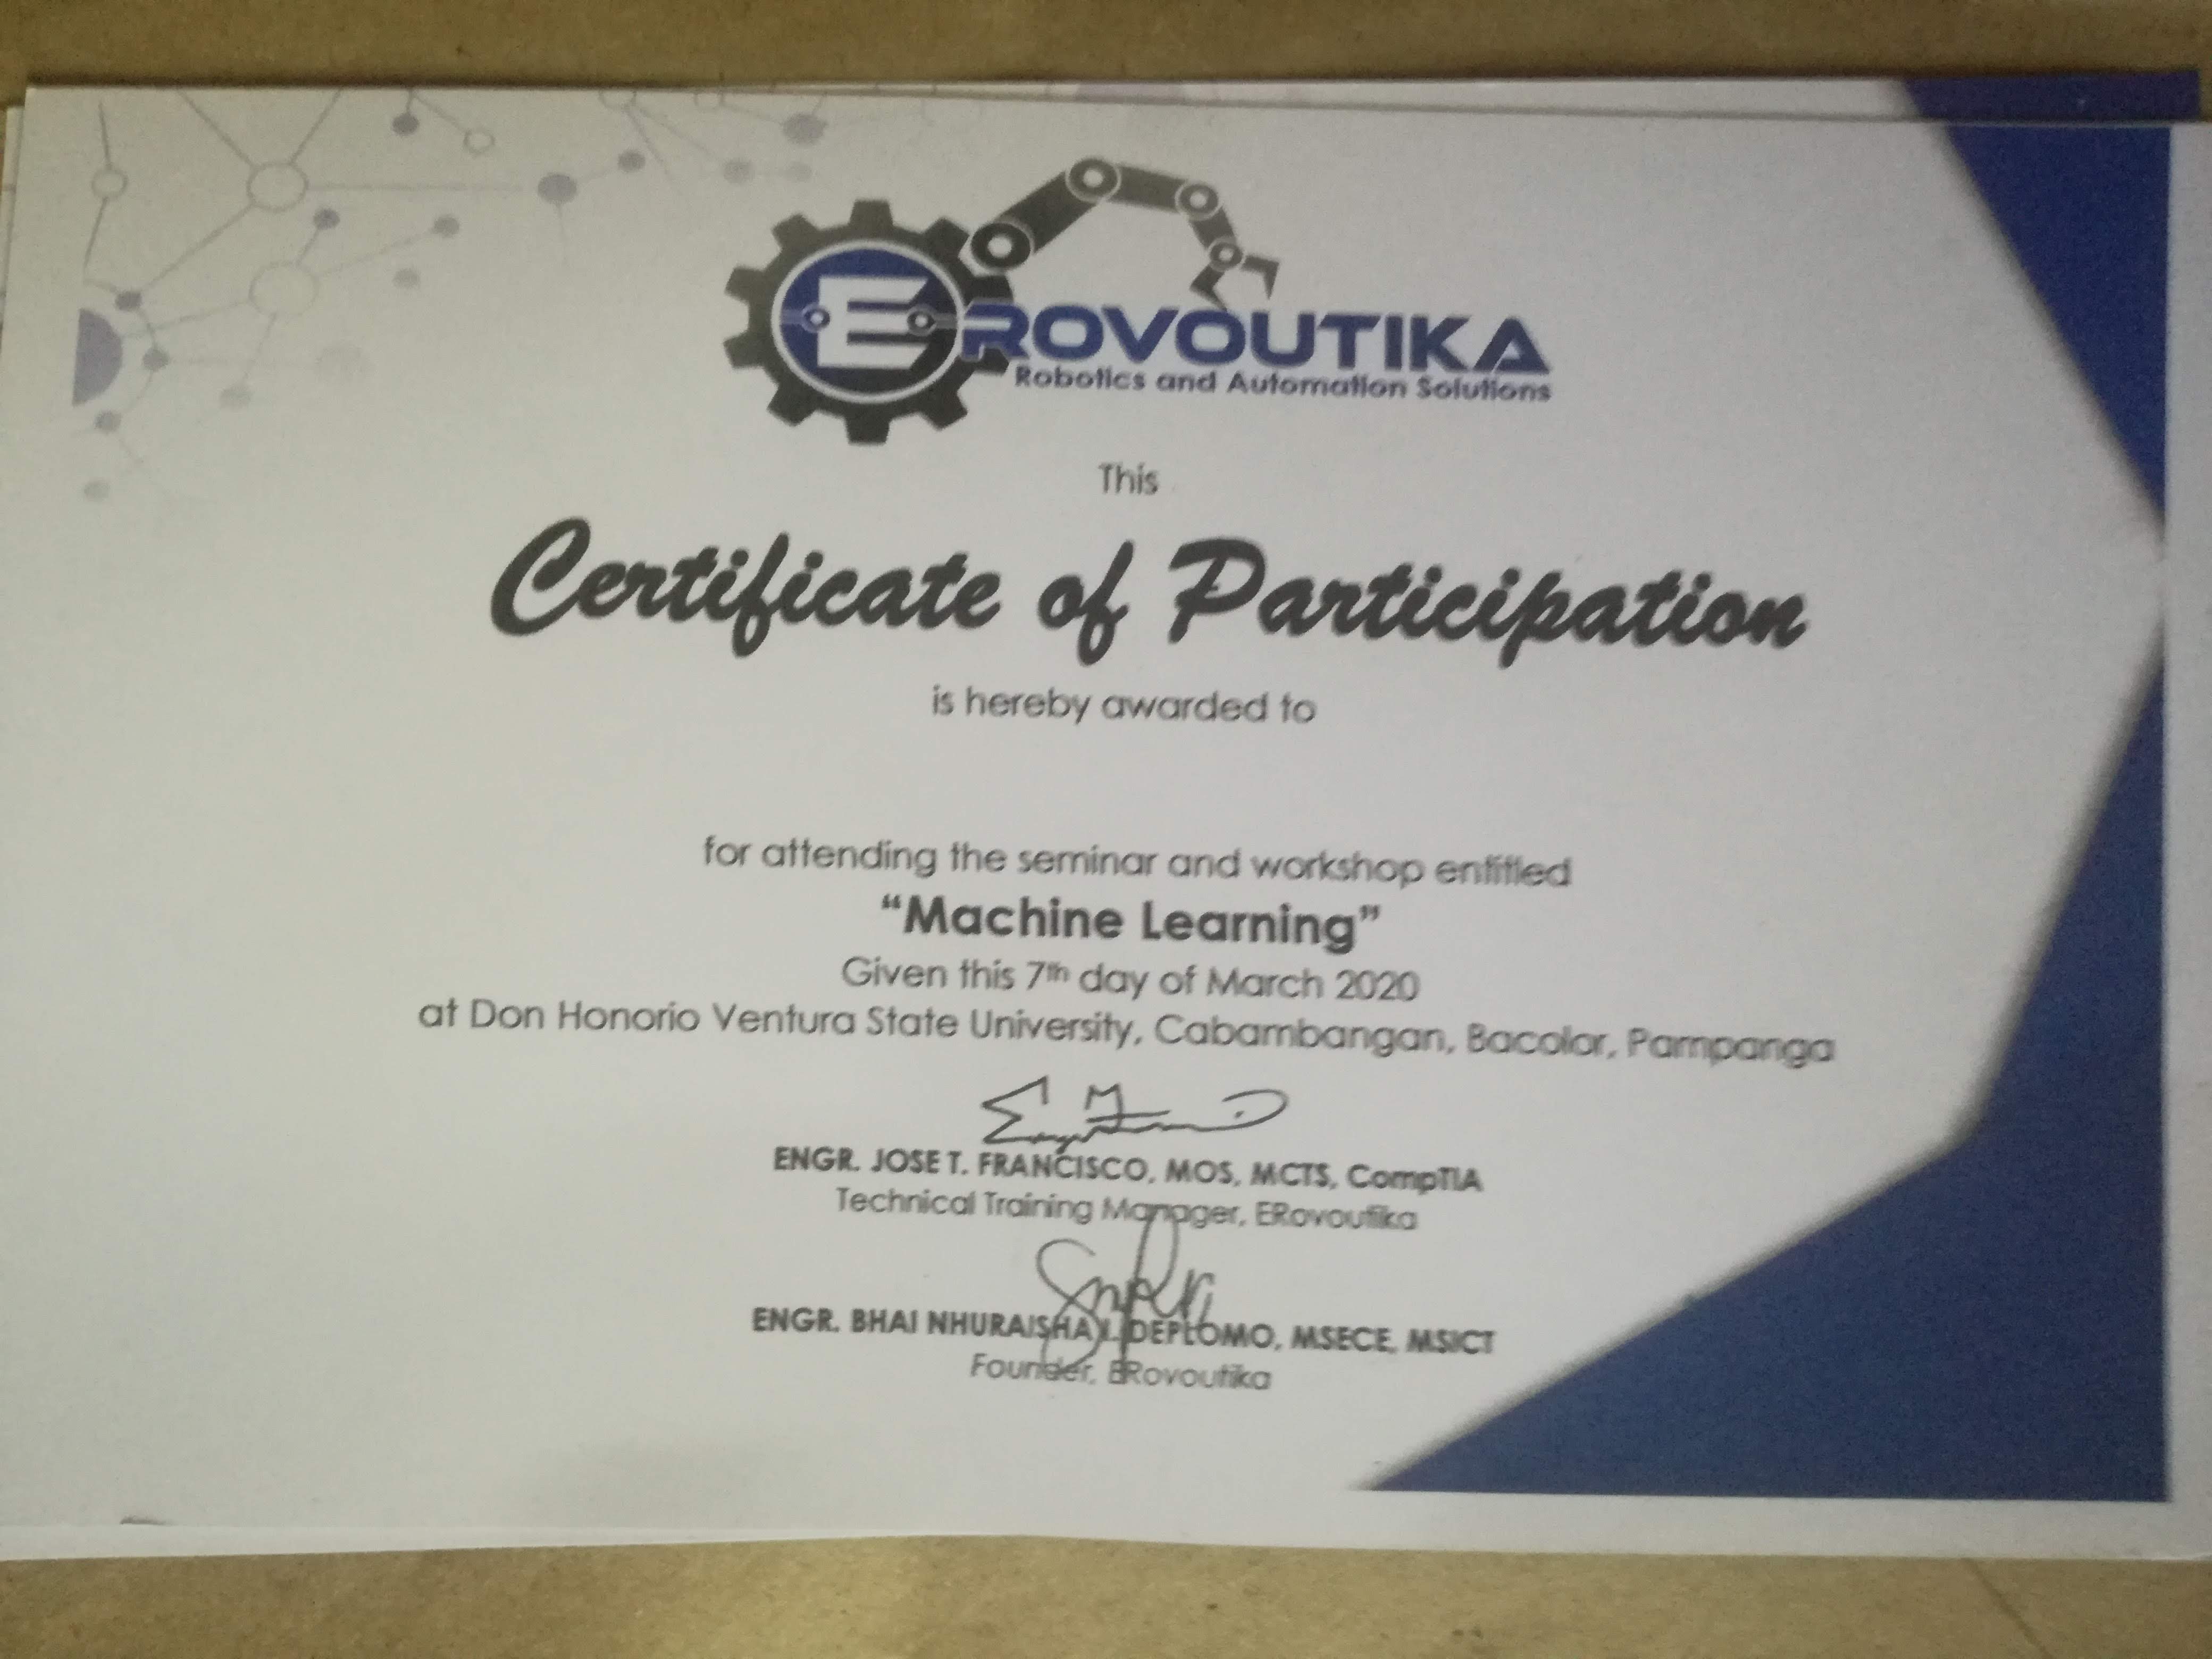 EROVOUTIKA
Robotics and Automation Solutions
This
Certificate of Participation
is hereby awarded to
for attending the seminar and workshop entitled
“Machine Learning”
Given this 7th day of March 2020
at Don Honorio Ventura State University, Cabambangan, Bacolor, Pampanga
ENGR. JOSE T. FRANCISCO, MOS, MCTS, CompTIA
Technical Training Manager, ERovoutika
ENGR. BHAI NHURAISHA I. DEPLOMO, MSECE, MSICT
Founder, ERovoutika